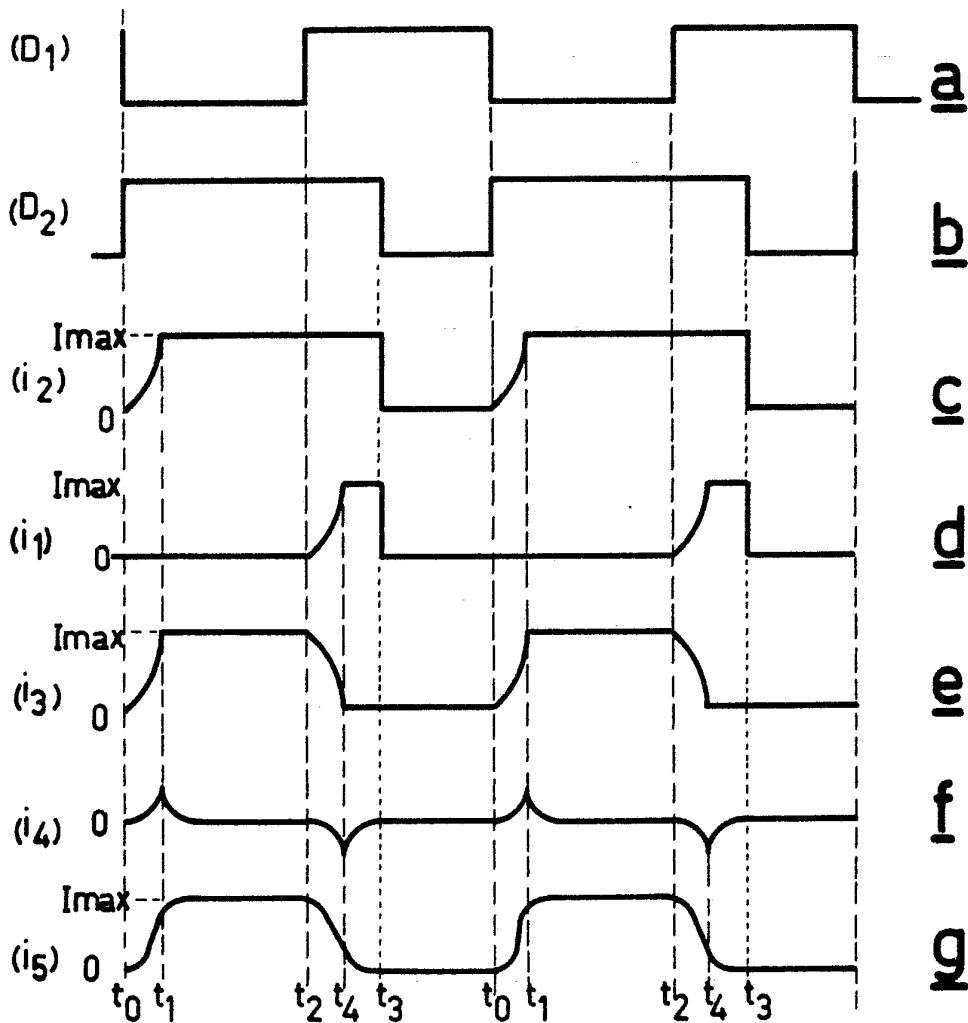 (D1) a
(D2) b
Imax
(i2) c
0
Imax
(i1) 0 d
Imax
(i3) e
0
(i4) 0 f
Imax
(i5) 0 g
t0 t1 t2 t4 t3 t0 t1 t2 t4 t3